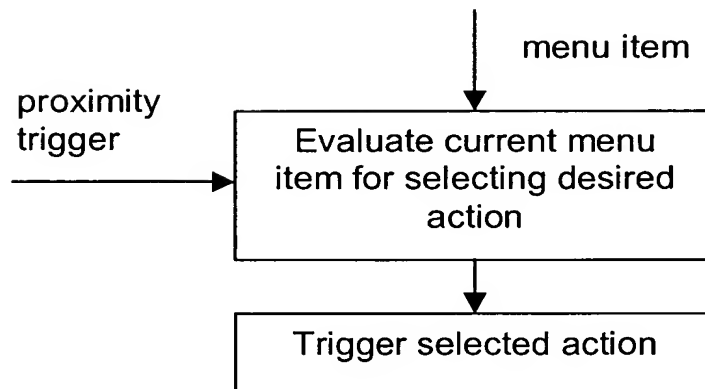 menu item
proximity
trigger
Evaluate current menu
item for selecting desired
action
Trigger selected action